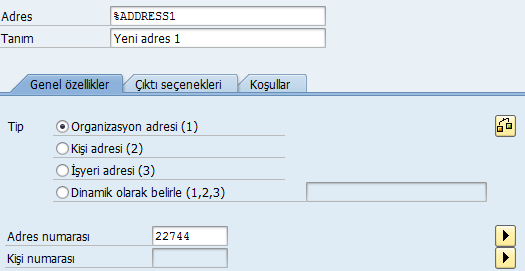 Adres %ADDRESS1
Tanım Yeni adres 1
Genel özellikler Çıktı seçenekleri Koşullar
Tip Organizasyon adresi (1)
Kişi adresi (2)
İşyeri adresi (3)
Dinamik olarak belirle (1,2,3)
Adres numarası 22744
Kişi numarası